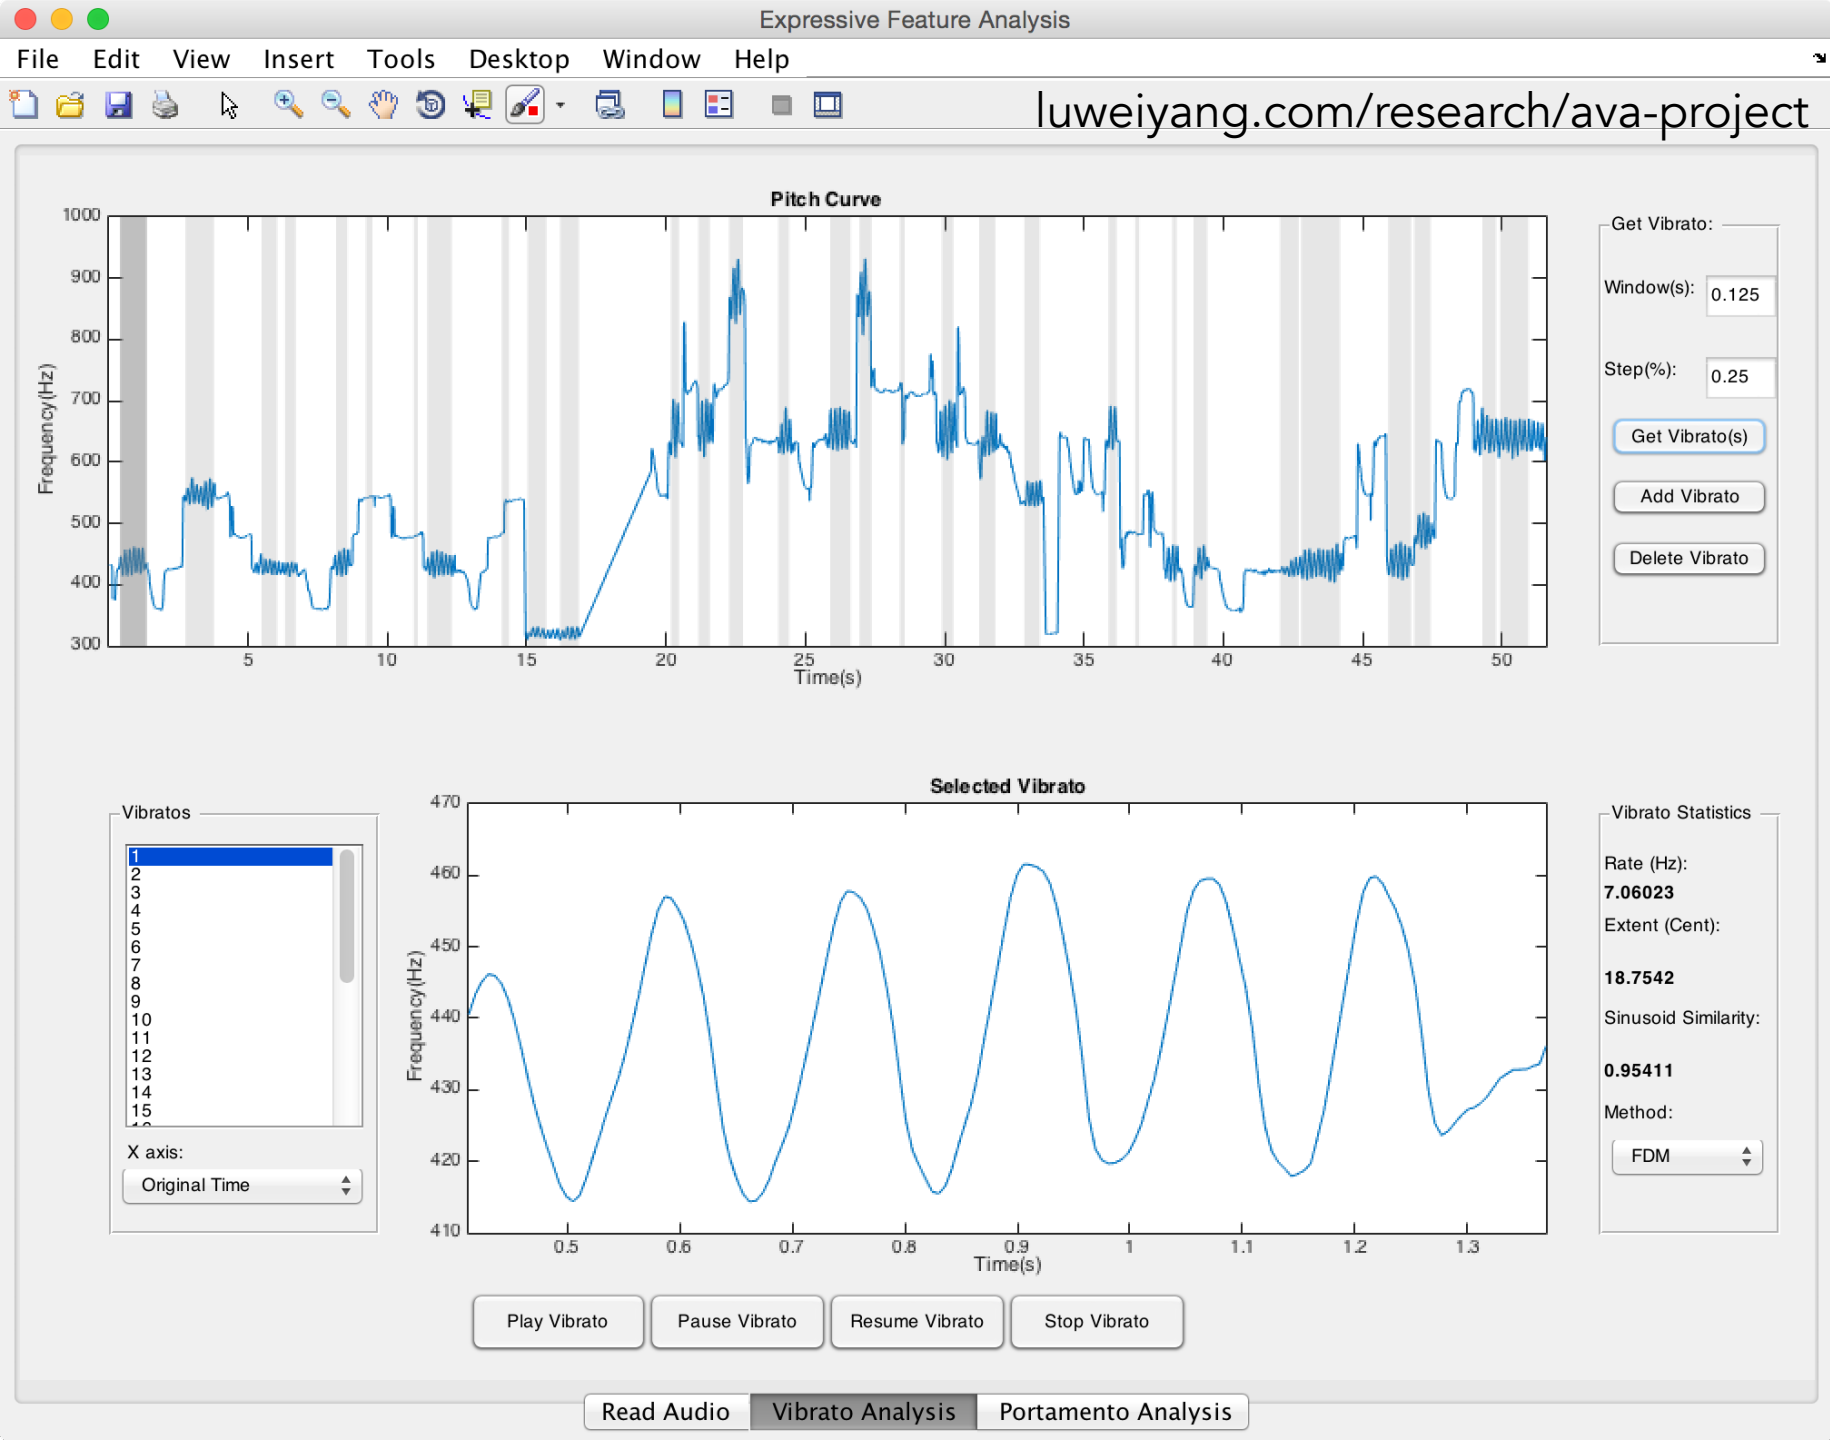 Expressive Feature Analysis
File Edit View Insert Tools Desktop Window Help
luweiyang.com/research/ava-project
Pitch Curve
1000
900
800
700
600
500
400
300
Frequency(Hz)
5 10 15 20 25 30 35 40 45 50
Time(s)
Get Vibrato:
Window(s): 0.125
Step(%): 0.25
Get Vibrato(s)
Add Vibrato
Delete Vibrato
Vibratos
1
2
3
4
5
6
7
8
9
10
11
12
13
14
15
X axis:
Original Time
Selected Vibrato
470
460
450
440
430
420
410
Frequency(Hz)
0.5 0.6 0.7 0.8 0.9 1 1.1 1.2 1.3
Time(s)
Vibrato Statistics
Rate (Hz):
7.06023
Extent (Cent):
18.7542
Sinusoid Similarity:
0.95411
Method:
FDM
Play Vibrato Pause Vibrato Resume Vibrato Stop Vibrato
Read Audio Vibrato Analysis Portamento Analysis